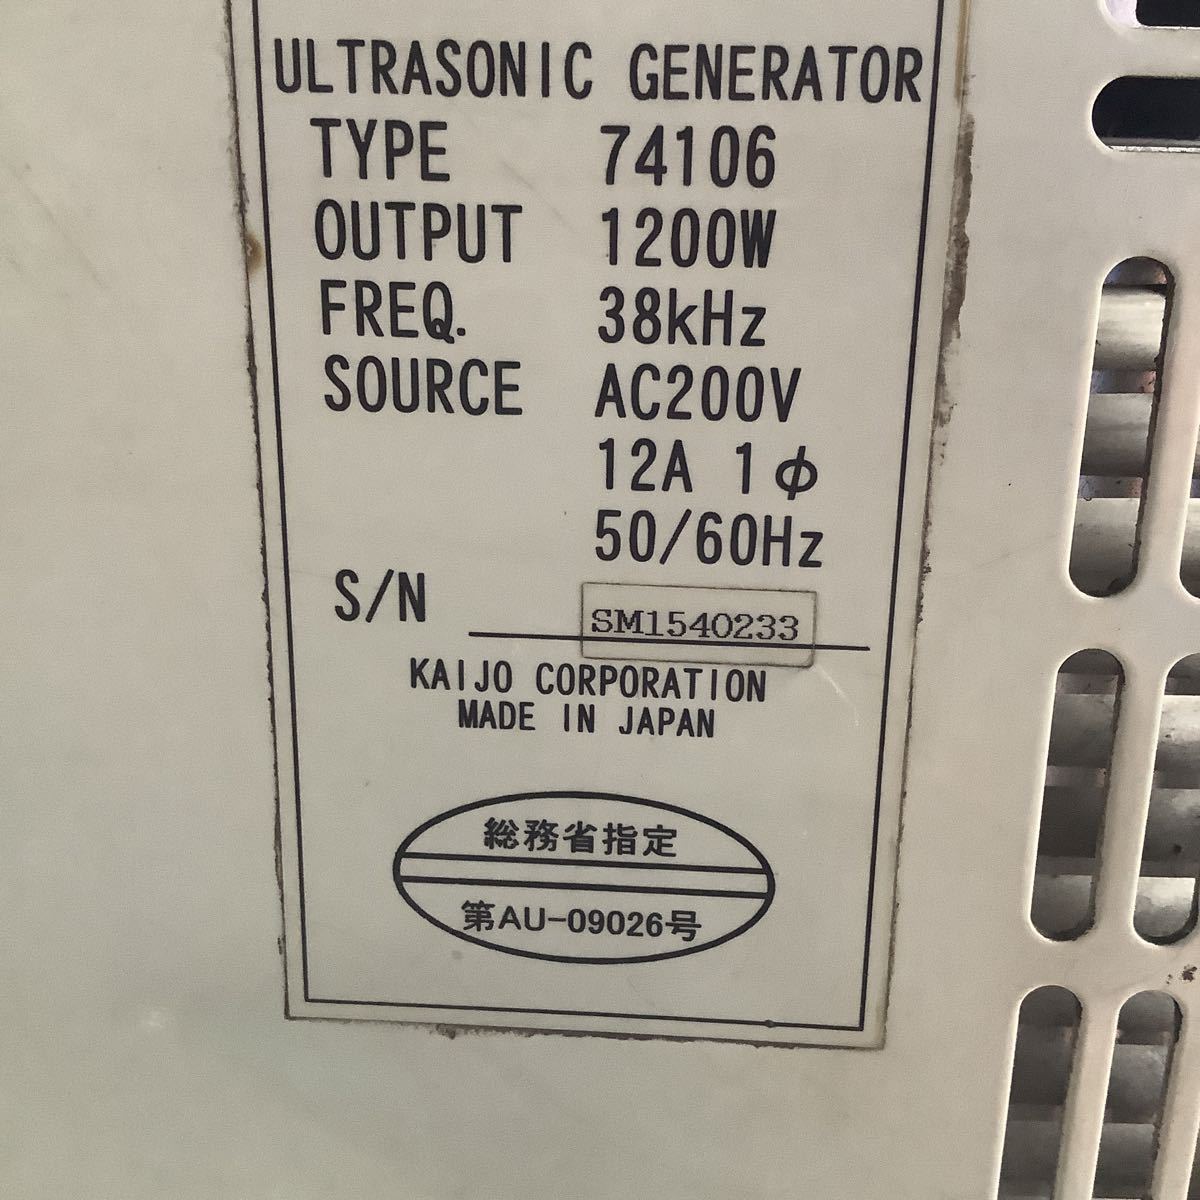 ULTRASONIC GENERATOR
TYPE 74106
OUTPUT 1200W
FREQ. 38kHz
SOURCE AC200V
12A 1φ
50/60Hz
S/N SM1540233
KAIJO CORPORATION
MADE IN JAPAN
総務省指定
第AU-09026号